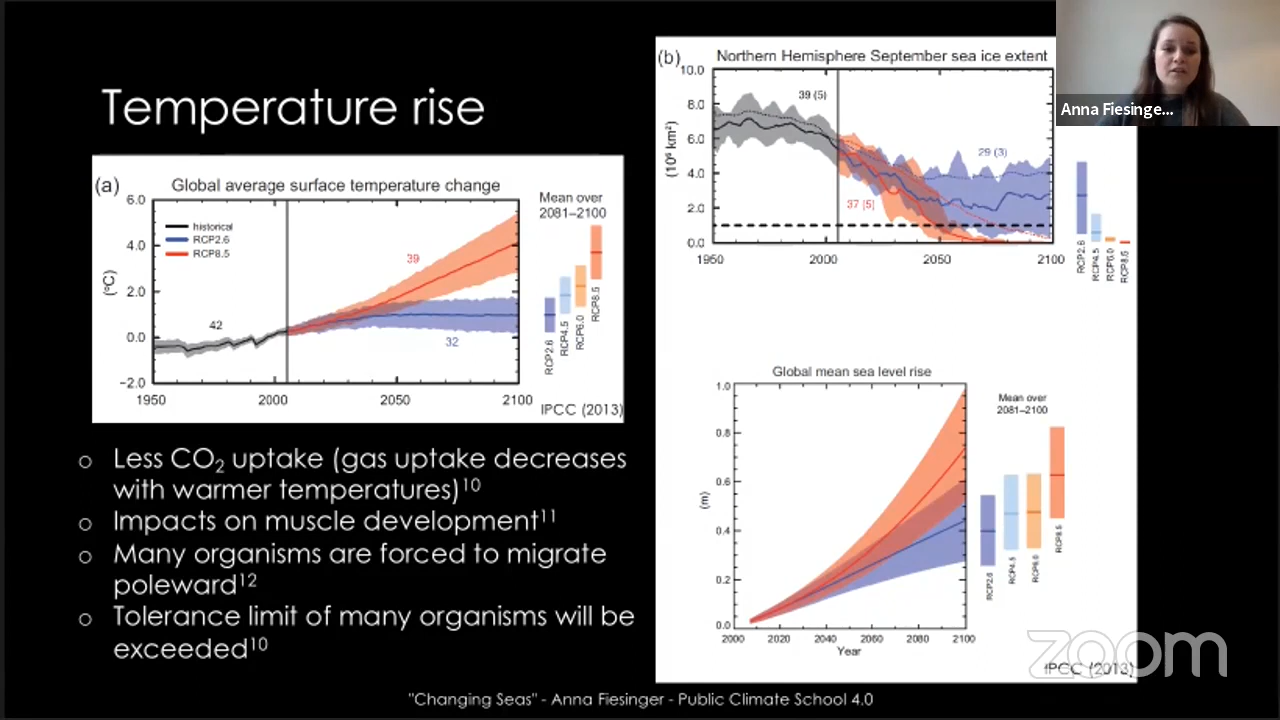 Temperature rise
(a)
Global average surface temperature change
Mean over
2081–2100
6.0
4.0
2.0
0.0
−2.0
(°C)
historical
RCP2.6
RCP8.5
42
39
32
1950
2000
2050
2100
RCP2.6
RCP4.5
RCP6.0
RCP8.5
IPCC (2013)
Less CO2 uptake (gas uptake decreases
with warmer temperatures)10
Impacts on muscle development11
Many organisms are forced to migrate
poleward12
Tolerance limit of many organisms will be
exceeded10
(b)
Northern Hemisphere September sea ice extent
10.0
8.0
6.0
4.0
2.0
0.0
(10⁶ km²)
39 (5)
29 (3)
37 (5)
1950
2000
2050
2100
RCP2.6
RCP4.5
RCP6.0
RCP8.5
Anna Fiesinge...
Global mean sea level rise
Mean over
2081–2100
1.0
0.8
0.6
0.4
0.2
0.0
(m)
2000
2020
2040
2060
2080
2100
Year
RCP2.6
RCP4.5
RCP6.0
RCP8.5
zoom
IPCC (2013)
"Changing Seas" - Anna Fiesinger - Public Climate School 4.0